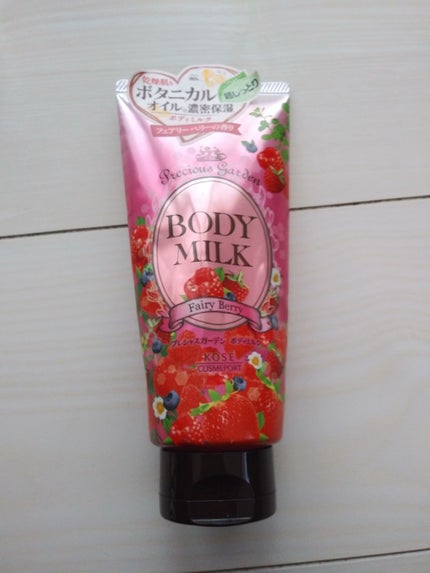 乾燥肌も
ボタニカル
オイルで濃密保湿
ボディミルク
フェアリーベリーの香り
Precious Garden
BODY
MILK
Fairy Berry
プレシャスガーデン ボディミルク
KOSÉ
COSMEPORT